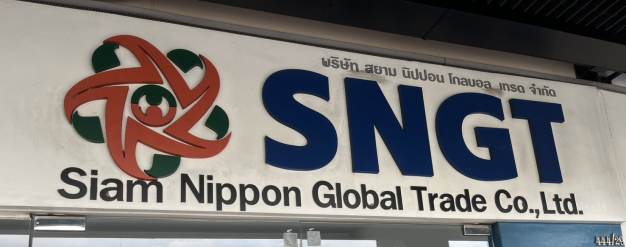 บริษัท สยาม นิปปอน โกลบอล เทรด จำกัด
SNGT
Siam Nippon Global Trade Co.,Ltd.